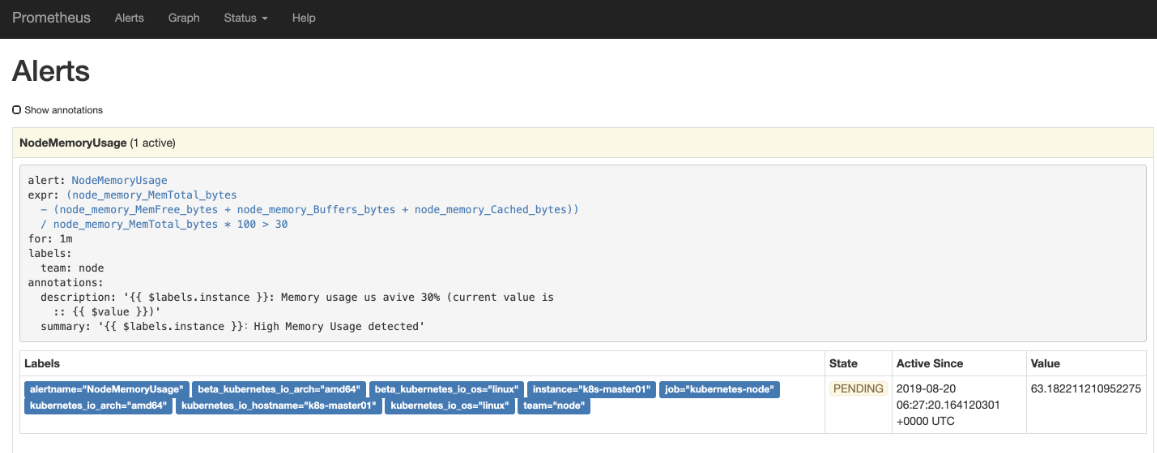 Prometheus Alerts Graph Status Help
Alerts
Show annotations
NodeMemoryUsage (1 active)
alert: NodeMemoryUsage
expr: (node_memory_MemTotal_bytes
- (node_memory_MemFree_bytes + node_memory_Buffers_bytes + node_memory_Cached_bytes))
/ node_memory_MemTotal_bytes * 100 > 30
for: 1m
labels:
team: node
annotations:
description: '{{ $labels.instance }}: Memory usage us avive 30% (current value is
:: {{ $value }})'
summary: '{{ $labels.instance }}: High Memory Usage detected'
Labels State Active Since Value
alertname="NodeMemoryUsage" beta_kubernetes_io_arch="amd64" beta_kubernetes_io_os="linux" instance="k8s-master01" job="kubernetes-node" PENDING 2019-08-20 63.182211210952275
kubernetes_io_arch="amd64" kubernetes_io_hostname="k8s-master01" kubernetes_io_os="linux" team="node" 06:27:20.164120301
+0000 UTC